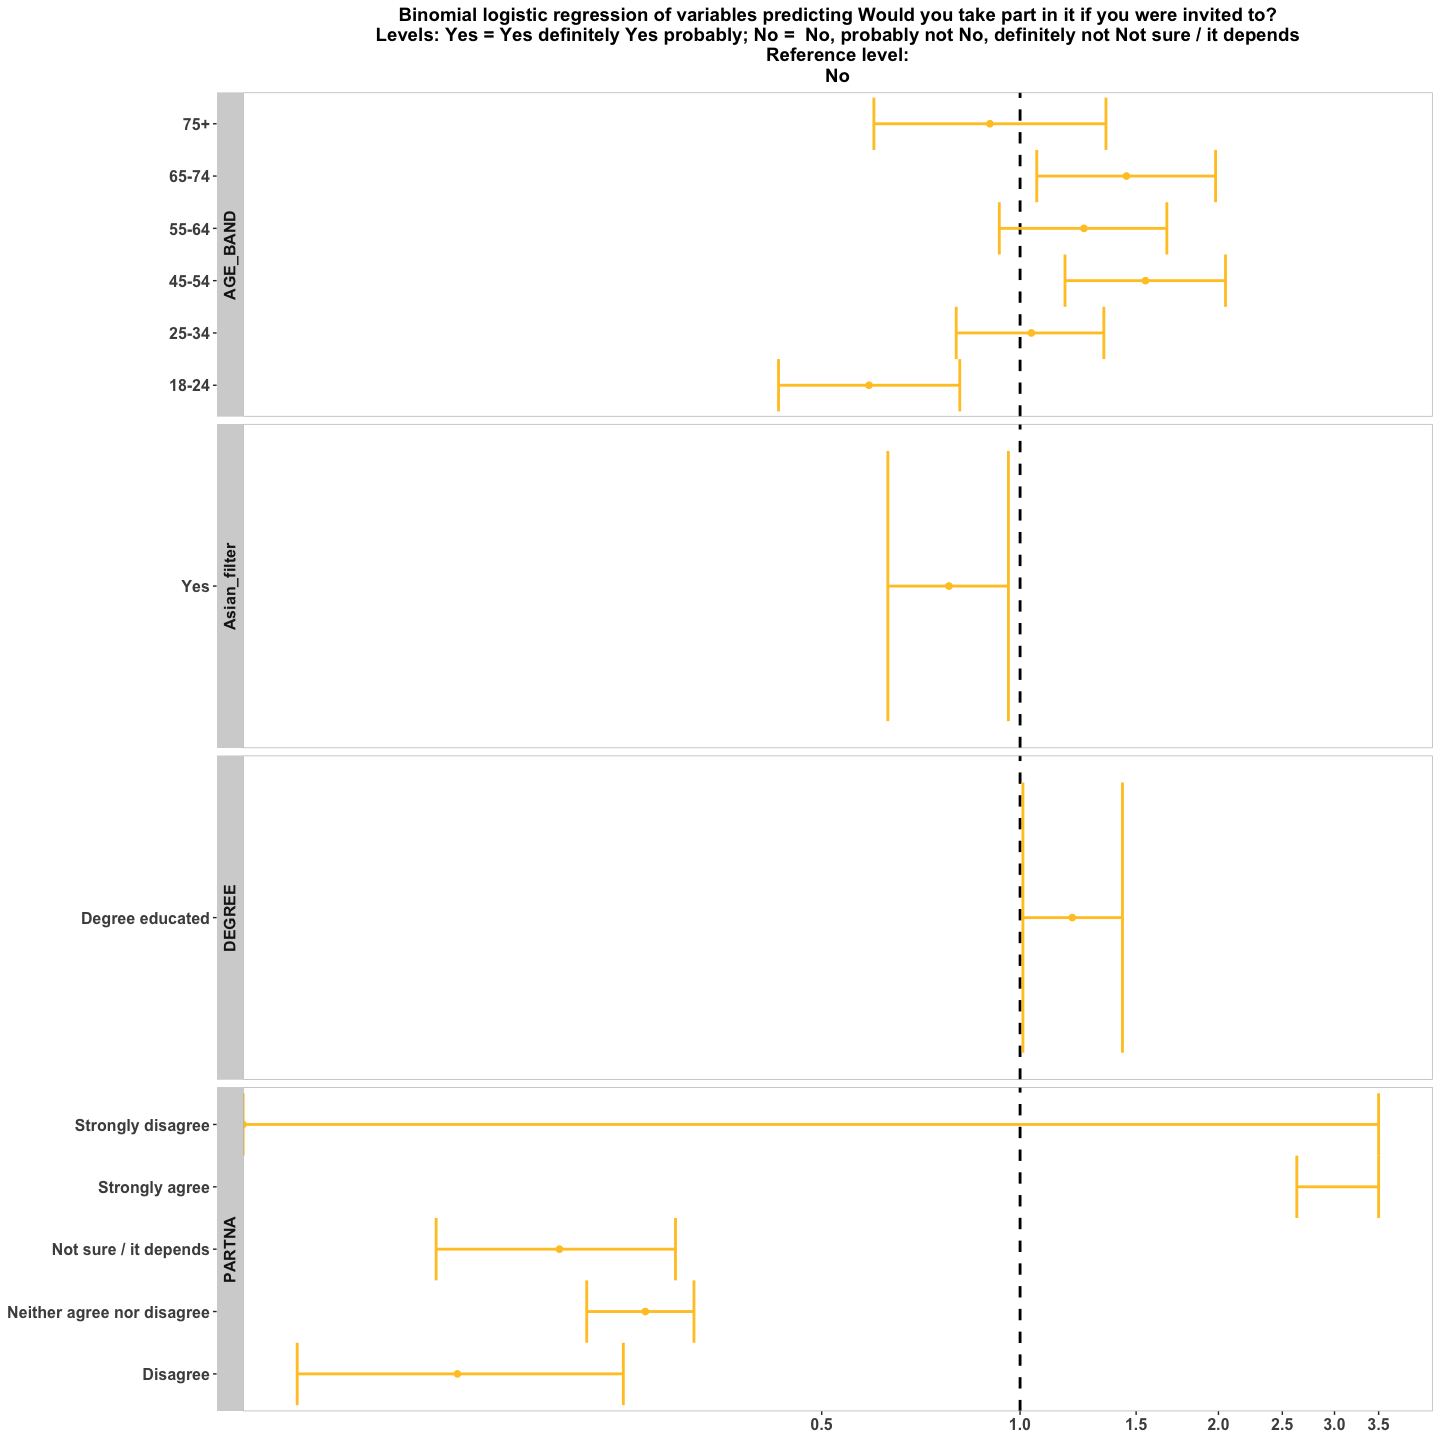 Binomial logistic regression of variables predicting Would you take part in it if you were invited to?
Levels: Yes = Yes definitely Yes probably; No =  No, probably not No, definitely not Not sure / it depends
Reference level:
No
AGE_BAND
75+
65-74
55-64
45-54
25-34
18-24
Asian_filter
Yes
DEGREE
Degree educated
PARTNA
Strongly disagree
Strongly agree
Not sure / it depends
Neither agree nor disagree
Disagree
0.5 1.0 1.5 2.0 2.5 3.0 3.5